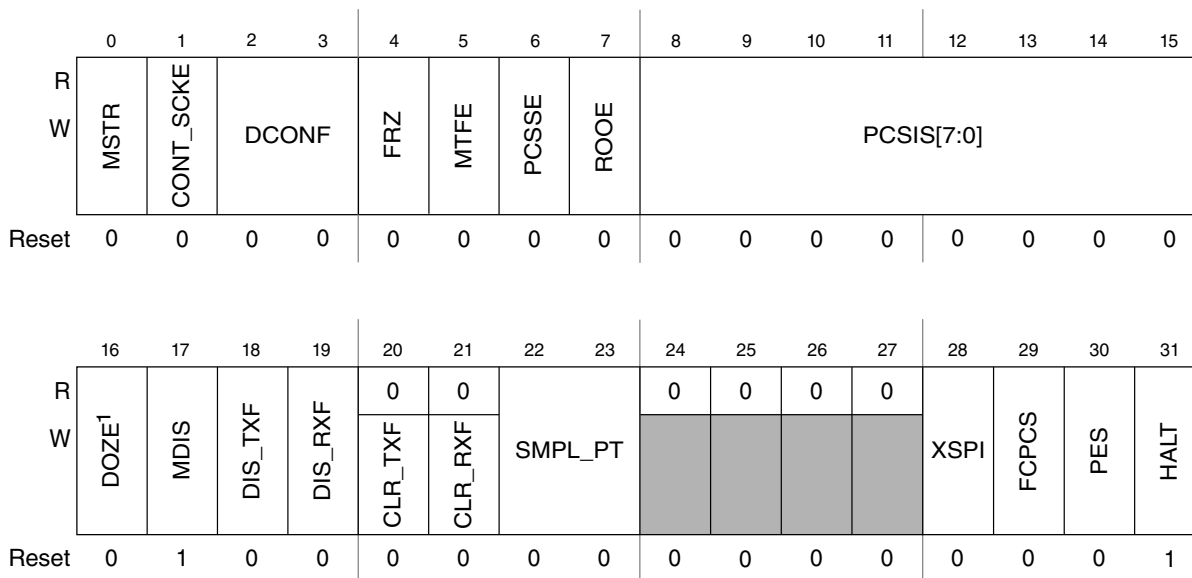 0 1 2 3 4 5 6 7 8 9 10 11 12 13 14 15
R
W
MSTR CONT_SCKE DCONF FRZ MTFE PCSSE ROOE PCSIS[7:0]
Reset 0 0 0 0 0 0 0 0 0 0 0 0 0 0 0 0
16 17 18 19 20 21 22 23 24 25 26 27 28 29 30 31
R 0 0 0 0 0 0
W
DOZE¹ MDIS DIS_TXF DIS_RXF CLR_TXF CLR_RXF SMPL_PT XSPI FCPCS PES HALT
Reset 0 1 0 0 0 0 0 0 0 0 0 0 0 0 0 1